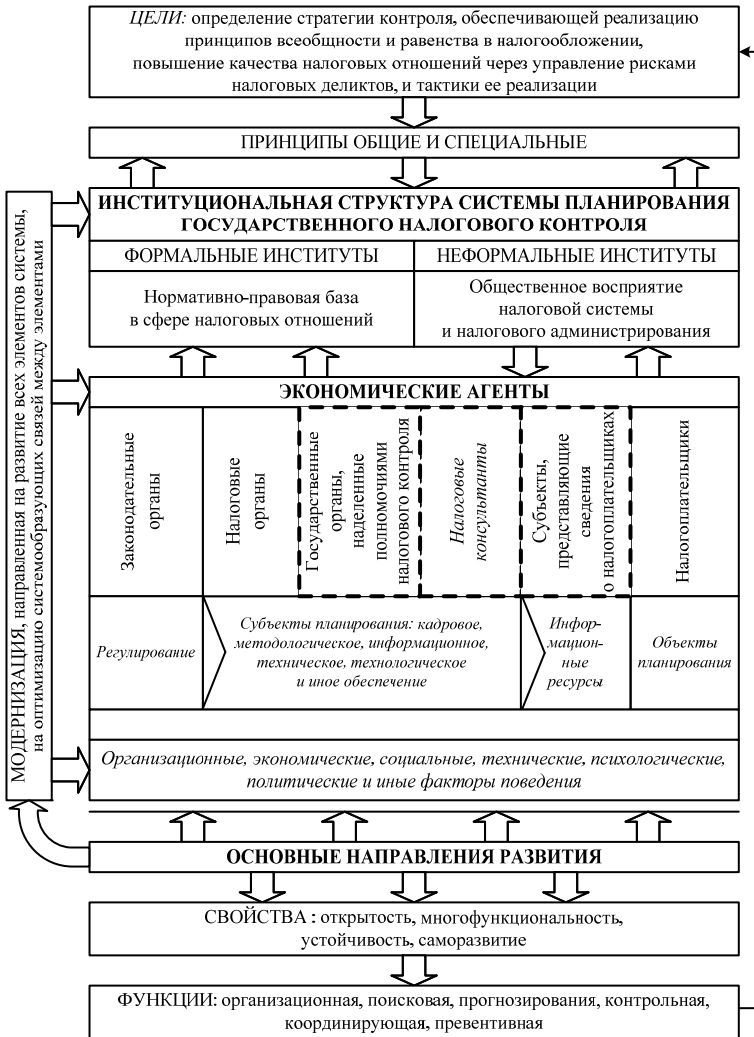 ЦЕЛИ: определение стратегии контроля, обеспечивающей реализацию
принципов всеобщности и равенства в налогообложении,
повышение качества налоговых отношений через управление рисками
налоговых деликтов, и тактики ее реализации
ПРИНЦИПЫ ОБЩИЕ И СПЕЦИАЛЬНЫЕ
МОДЕРНИЗАЦИЯ, направленная на развитие всех элементов системы,
на оптимизацию системообразующих связей между элементами
ИНСТИТУЦИОНАЛЬНАЯ СТРУКТУРА СИСТЕМЫ ПЛАНИРОВАНИЯ
ГОСУДАРСТВЕННОГО НАЛОГОВОГО КОНТРОЛЯ
ФОРМАЛЬНЫЕ ИНСТИТУТЫ
Нормативно-правовая база
в сфере налоговых отношений
НЕФОРМАЛЬНЫЕ ИНСТИТУТЫ
Общественное восприятие
налоговой системы
и налогового администрирования
ЭКОНОМИЧЕСКИЕ АГЕНТЫ
Законодательные
органы
Налоговые
органы
Государственные
органы,
наделенные
полномочиями
налогового контроля
Налоговые
консультанты
Субъекты,
представляющие
сведения
о налогоплательщиках
Налогоплательщики
Регулирование
Субъекты планирования: кадровое,
методологическое, информационное,
техническое, технологическое
и иное обеспечение
Инфор-
мацион-
ные
ресурсы
Объекты
планирования
Организационные, экономические, социальные, технические, психологические,
политические и иные факторы поведения
ОСНОВНЫЕ НАПРАВЛЕНИЯ РАЗВИТИЯ
СВОЙСТВА : открытость, многофункциональность,
устойчивость, саморазвитие
ФУНКЦИИ: организационная, поисковая, прогнозирования, контрольная,
координирующая, превентивная